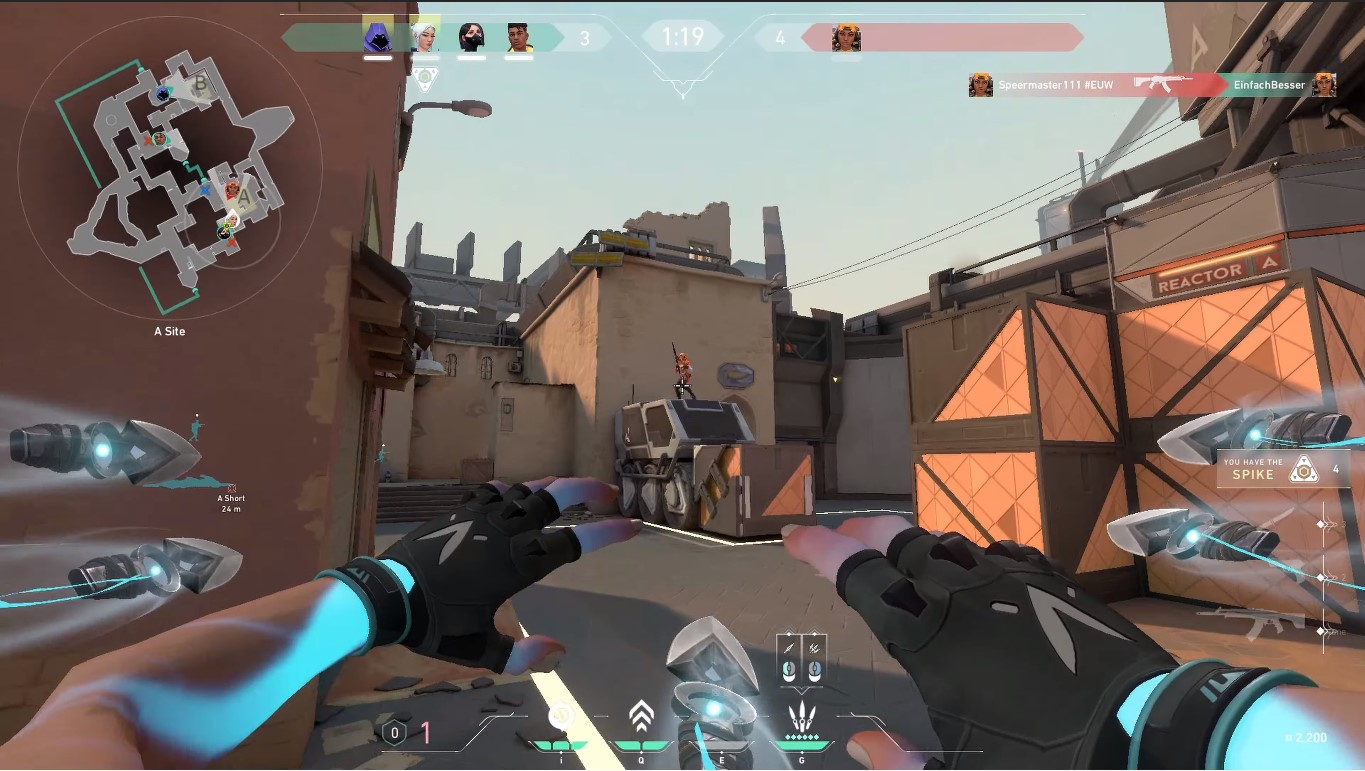 3
1:19
4
Speermaster111 #EUW
EinfachBesser
B
A
A Site
REACTOR A
YOU HAVE THE
SPIKE
4
A Short
24 m
0
1
Q
E
G
2,200